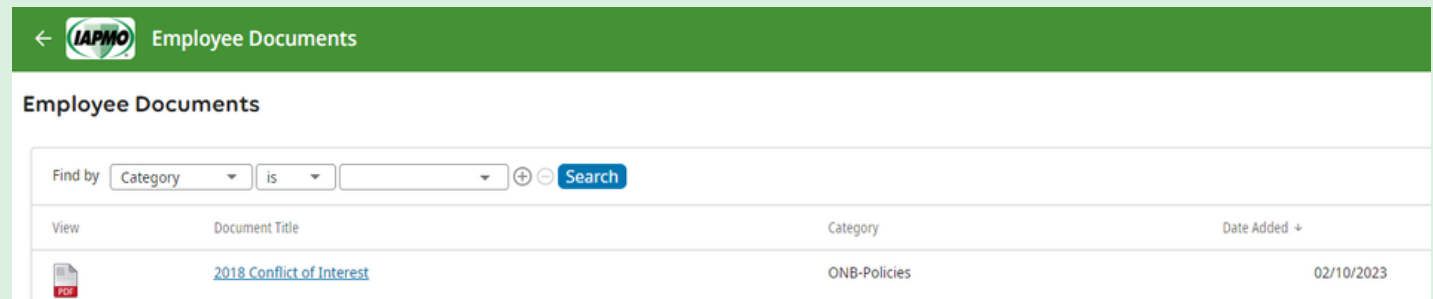 ← IAPMO Employee Documents
Employee Documents
Find by Category is Search
View Document Title Category Date Added ↓
PDF 2018 Conflict of Interest ONB-Policies 02/10/2023